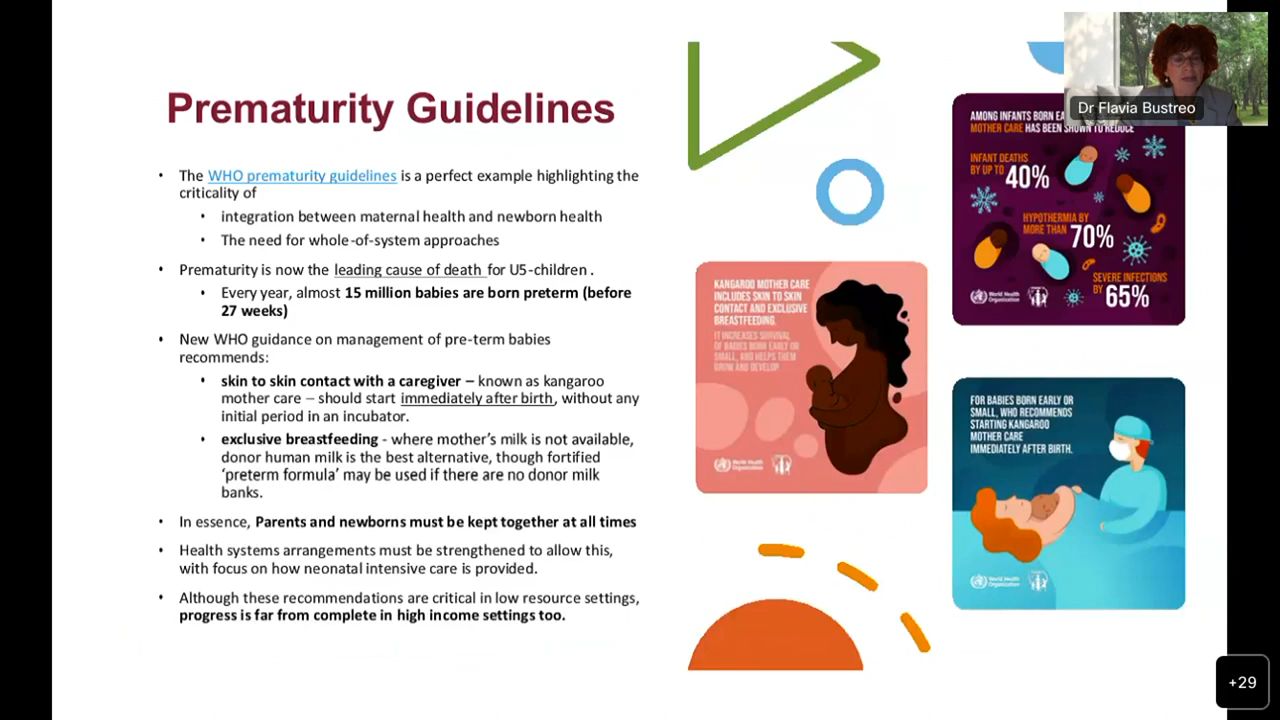 Prematurity Guidelines
• The WHO prematurity guidelines is a perfect example highlighting the
criticality of
• integration between maternal health and newborn health
• The need for whole-of-system approaches
• Prematurity is now the leading cause of death for U5-children .
• Every year, almost 15 million babies are born preterm (before
27 weeks)
• New WHO guidance on management of pre-term babies
recommends:
• skin to skin contact with a caregiver – known as kangaroo
mother care – should start immediately after birth, without any
initial period in an incubator.
• exclusive breastfeeding - where mother's milk is not available,
donor human milk is the best alternative, though fortified
'preterm formula' may be used if there are no donor milk
banks.
• In essence, Parents and newborns must be kept together at all times
• Health systems arrangements must be strengthened to allow this,
with focus on how neonatal intensive care is provided.
• Although these recommendations are critical in low resource settings,
progress is far from complete in high income settings too.
KANGAROO MOTHER CARE
INCLUDES SKIN TO SKIN
CONTACT AND EXCLUSIVE
BREASTFEEDING.
IT INCREASES SURVIVAL
OF BABIES BORN EARLY OR
SMALL, AND HELPS THEM
GROW AND DEVELOP
World Health
Organization
Dr Flavia Bustreo
AMONG INFANTS BORN
MOTHER CARE HAS BEEN SHOWN TO REDUCE
INFANT DEATHS
BY UP TO 40%
HYPOTHERMIA BY
MORE THAN 70%
SEVERE INFECTIONS
BY 65%
World Health
Organization
FOR BABIES BORN EARLY OR
SMALL, WHO RECOMMENDS
STARTING KANGAROO
MOTHER CARE
IMMEDIATELY AFTER BIRTH.
World Health
Organization
+29